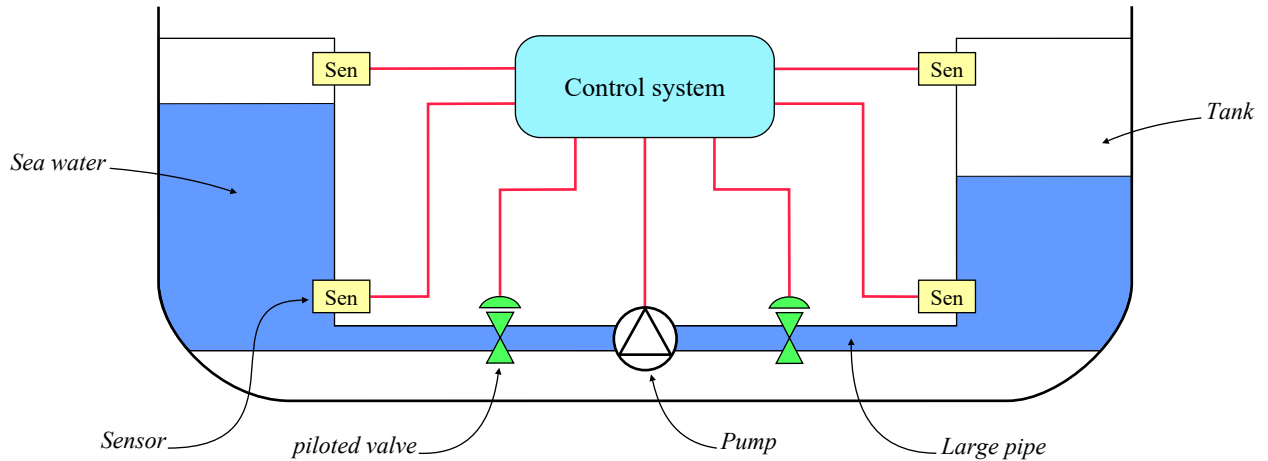 Sen
Control system
Sen
Sea water
Tank
Sen
Sen
Sensor
piloted valve
Pump
Large pipe